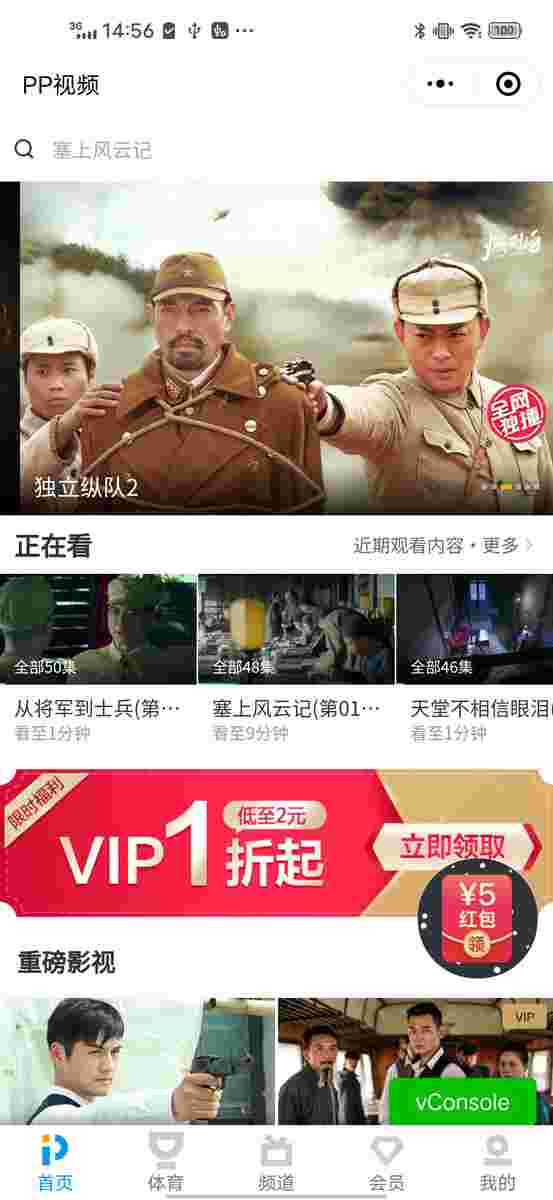 3G 14:56 100
PP视频
塞上风云记
全网
独播
独立纵队2
正在看
近期观看内容·更多
全部50集
全部48集
全部46集
从将军到士兵(第…
塞上风云记(第01…
天堂不相信眼泪(
看至1分钟
看至9分钟
看至1分钟
限时福利
VIP1折起
低至2元
立即领取
¥5
红包
领
重磅影视
VIP
vConsole
首页
体育
频道
会员
我的